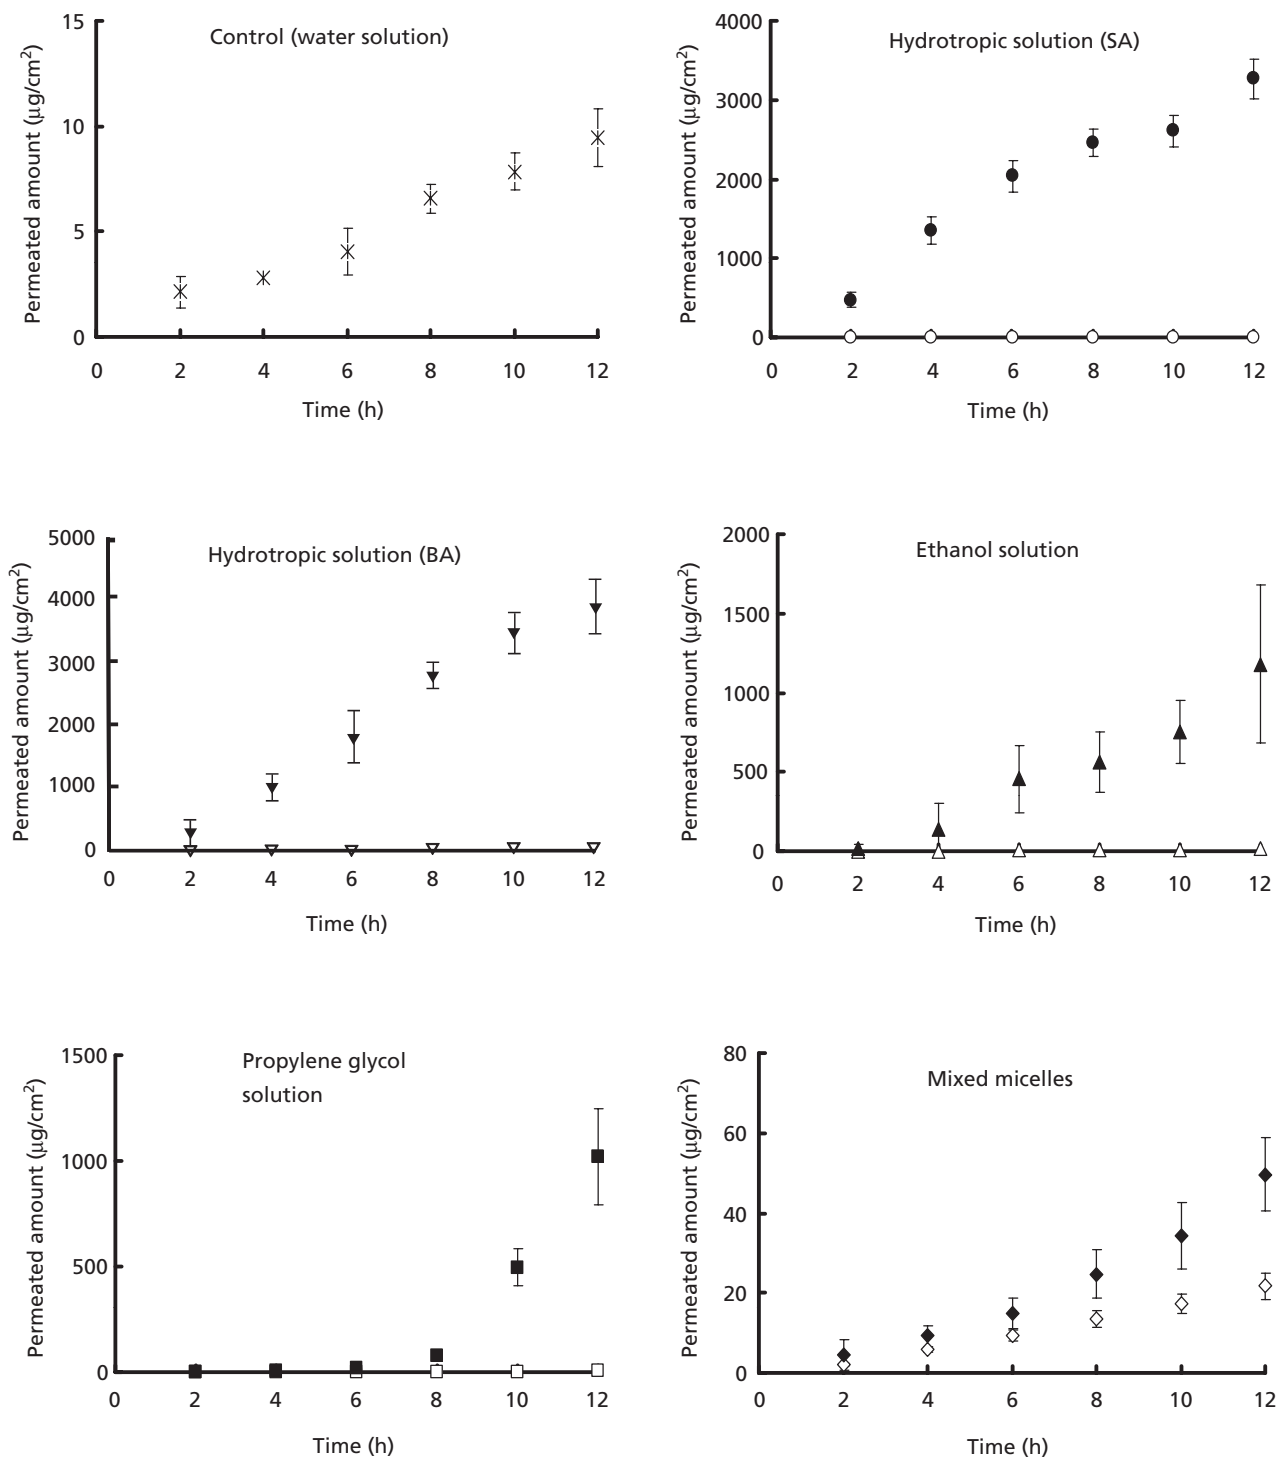 Control (water solution)
Permeated amount (µg/cm²)
15
10
5
0
0 2 4 6 8 10 12
Time (h)
Hydrotropic solution (SA)
Permeated amount (µg/cm²)
4000
3000
2000
1000
0
0 2 4 6 8 10 12
Time (h)
Hydrotropic solution (BA)
Permeated amount (µg/cm²)
5000
4000
3000
2000
1000
0
0 2 4 6 8 10 12
Time (h)
Ethanol solution
Permeated amount (µg/cm²)
2000
1500
1000
500
0
0 2 4 6 8 10 12
Time (h)
Propylene glycol
solution
Permeated amount (µg/cm²)
1500
1000
500
0
0 2 4 6 8 10 12
Time (h)
Mixed micelles
Permeated amount (µg/cm²)
80
60
40
20
0
0 2 4 6 8 10 12
Time (h)